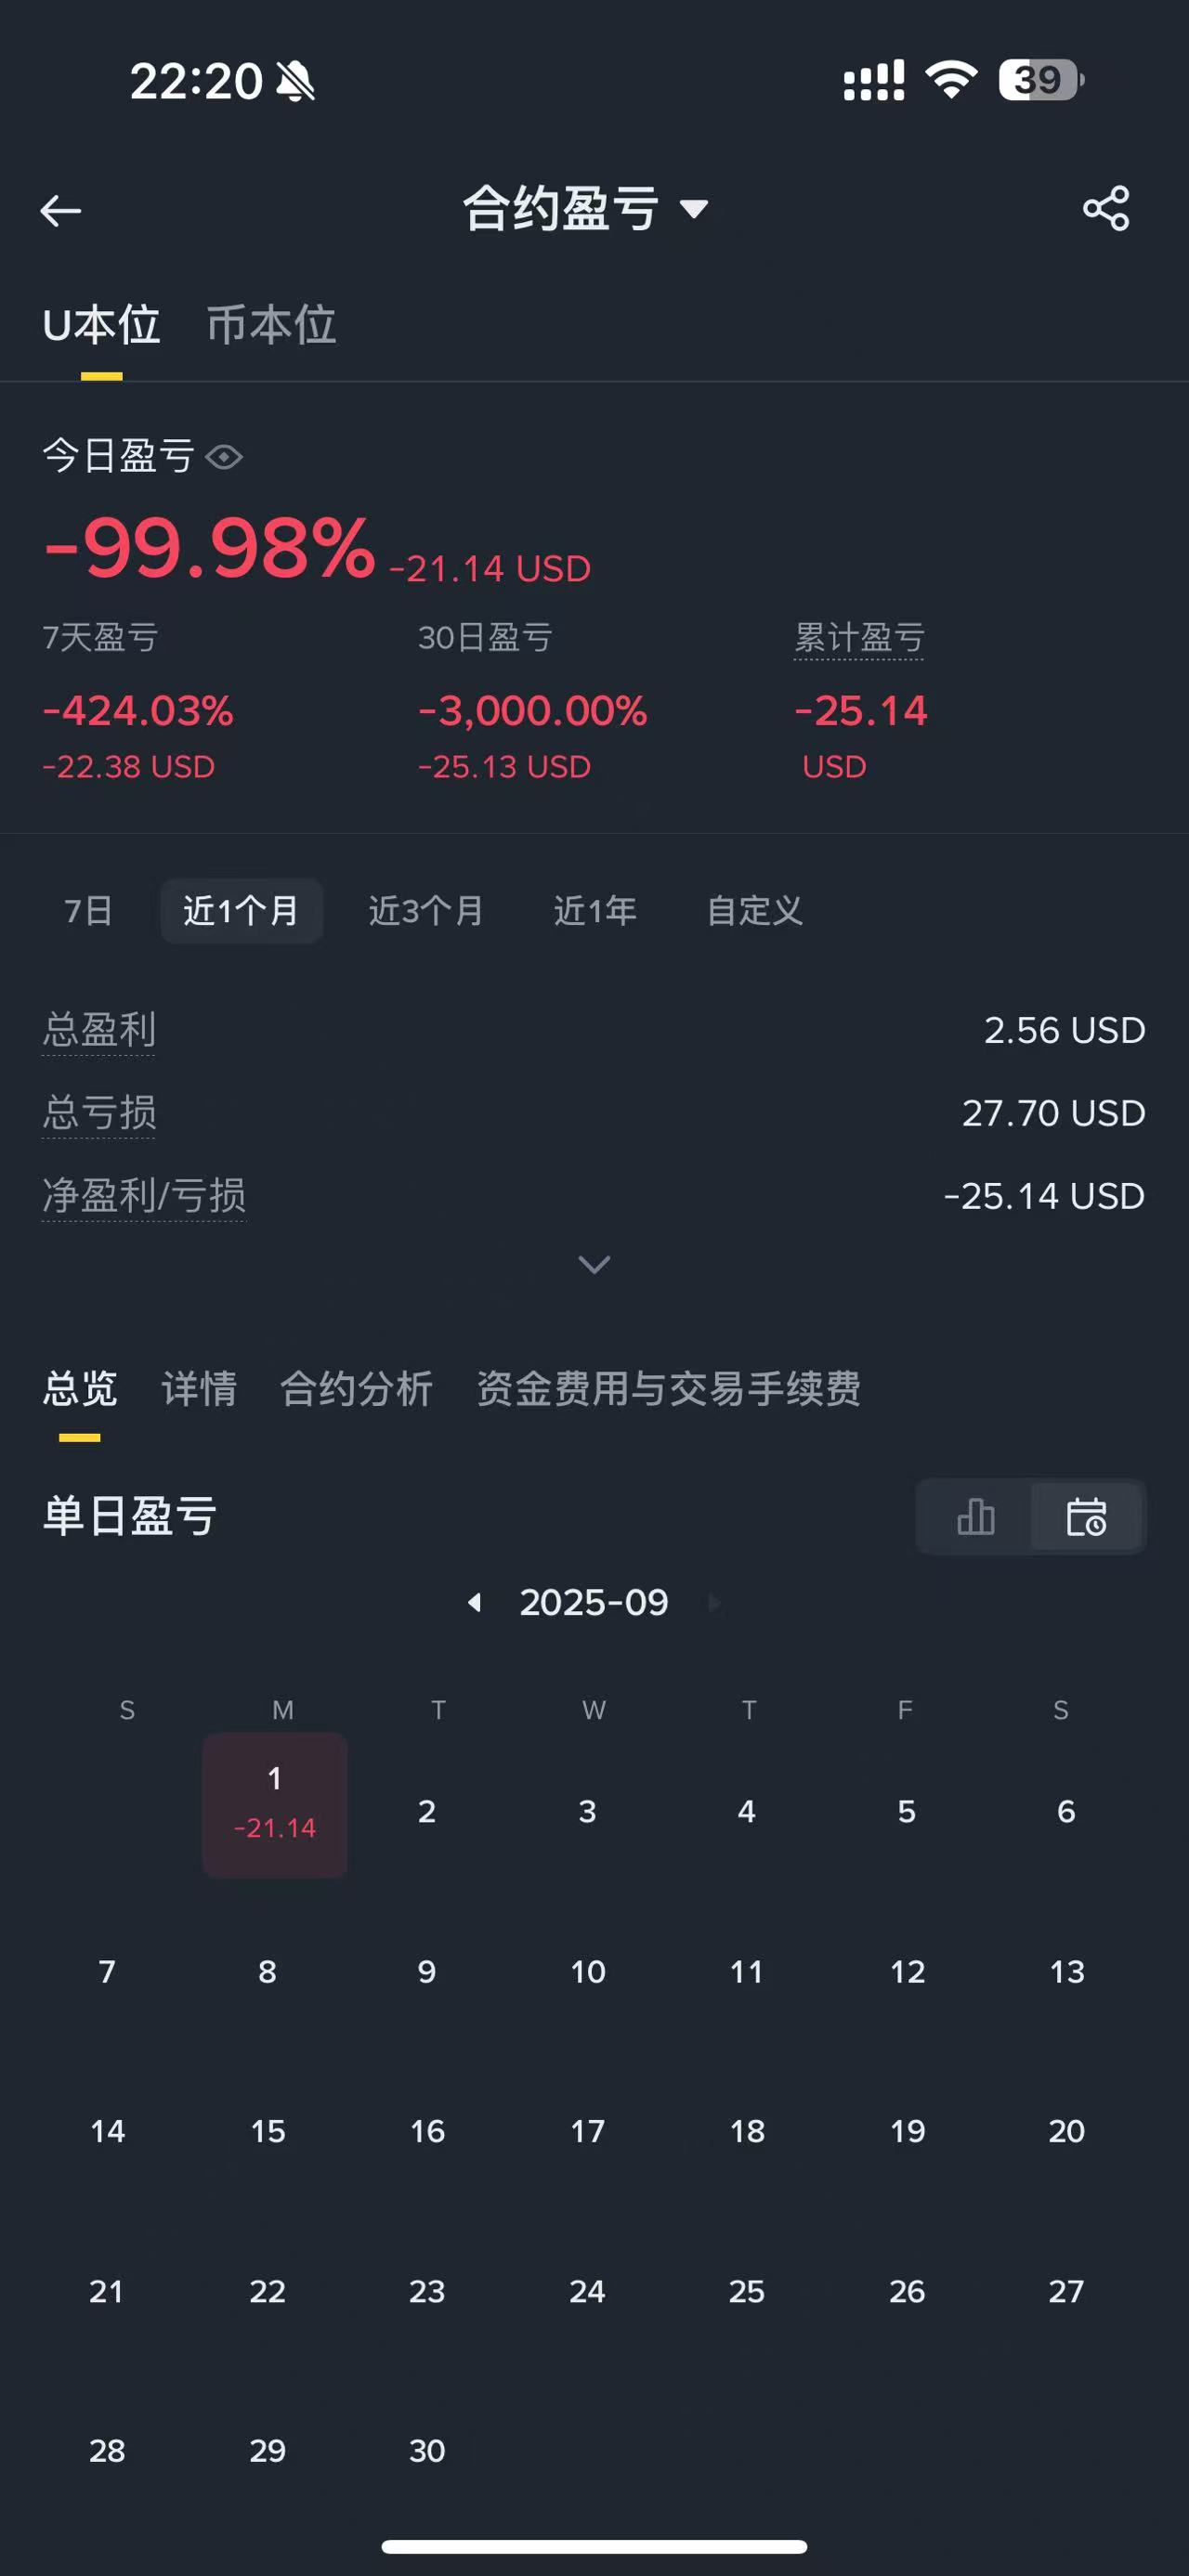 22:20
39
合约盈亏
U本位 币本位
今日盈亏
-99.98% -21.14 USD
7天盈亏 30日盈亏 累计盈亏
-424.03% -3,000.00% -25.14
-22.38 USD -25.13 USD USD
7日 近1个月 近3个月 近1年 自定义
总盈利 2.56 USD
总亏损 27.70 USD
净盈利/亏损 -25.14 USD
总览 详情 合约分析 资金费用与交易手续费
单日盈亏
2025-09
S M T W T F S
1 2 3 4 5 6
-21.14
7 8 9 10 11 12 13
14 15 16 17 18 19 20
21 22 23 24 25 26 27
28 29 30